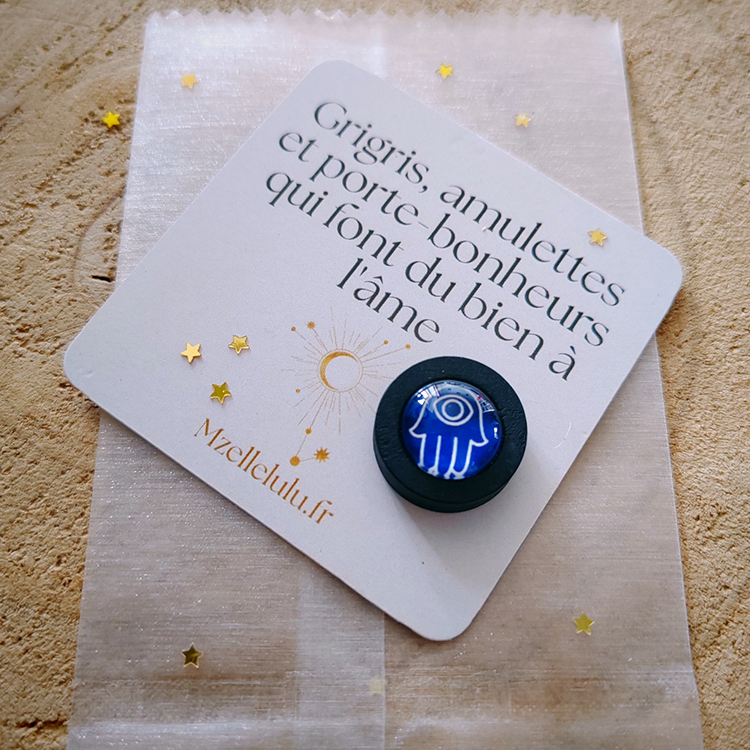 Grigris, amulettes
et porte-bonheurs
qui font du bien à
l'âme
Mzellelulu.fr